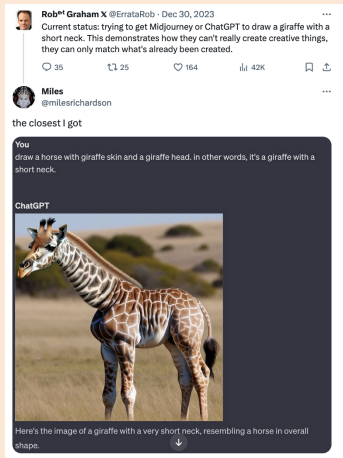 Robᵉʳᵗ Graham 𝕏 @ErrataRob · Dec 30, 2023
Current status: trying to get Midjourney or ChatGPT to draw a giraffe with a
short neck. This demonstrates how they can't really create creative things,
they can only match what's already been created.
35 25 164 42K
Miles
@milesrichardson
the closest I got
You
draw a horse with giraffe skin and a giraffe head. in other words, it's a giraffe with a
short neck.
ChatGPT
Here's the image of a giraffe with a very short neck, resembling a horse in overall
shape.